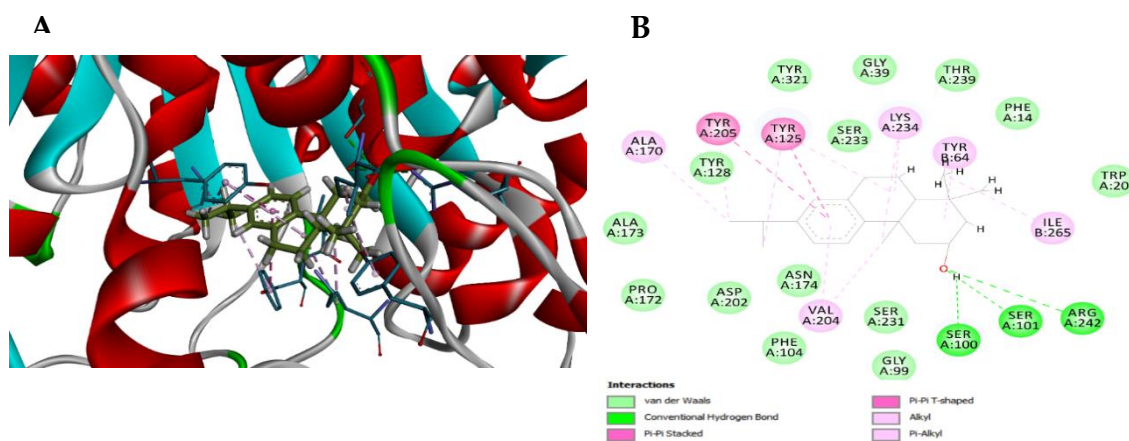 A
B
TYR
A:321
GLY
A:39
THR
A:239
PHE
A:14
TYR
A:205
TYR
A:125
SER
A:233
LYS
A:234
TYR
B:64
ALA
A:170
TYR
A:128
TRP
A:20
ILE
B:265
ALA
A:173
PRO
A:172
ASP
A:202
ASN
A:174
VAL
A:204
SER
A:231
PHE
A:104
GLY
A:99
SER
A:100
SER
A:101
ARG
A:242
H
H
H
H
H
H
H
O
H
Interactions
van der Waals
Conventional Hydrogen Bond
Pi-Pi Stacked
Pi-Pi T-shaped
Alkyl
Pi-Alkyl